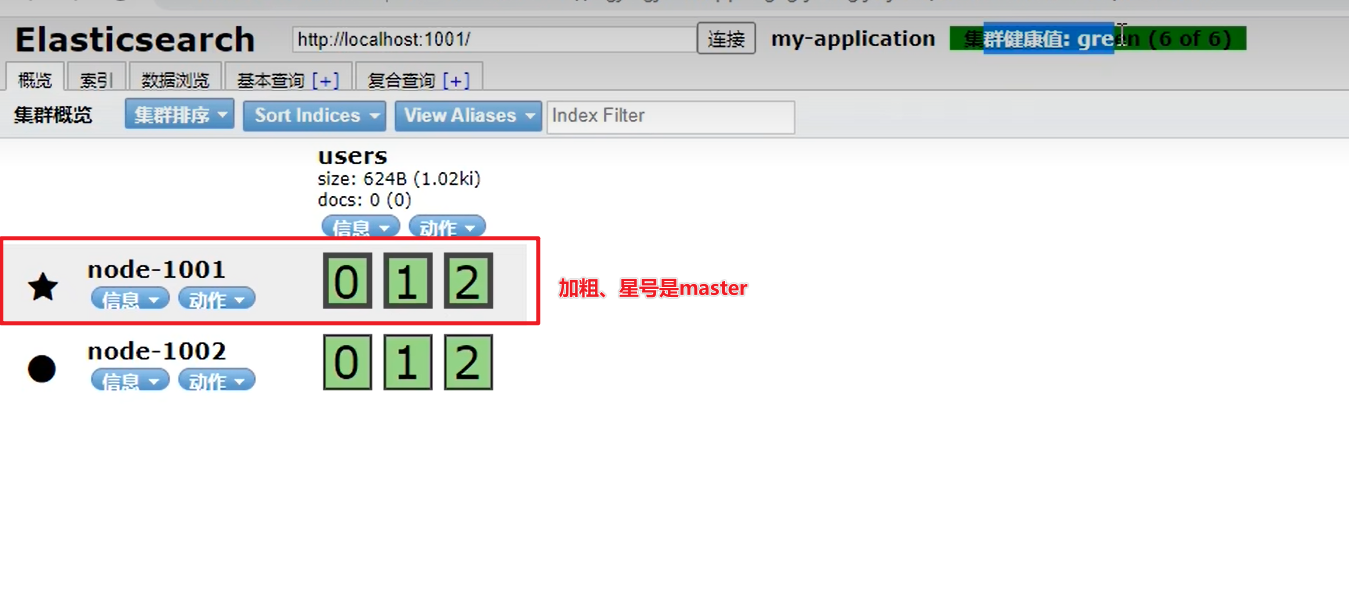 Elasticsearch
http://localhost:1001/
连接
my-application
集群健康值: green (6 of 6)
概览
索引
数据浏览
基本查询 [+]
复合查询 [+]
集群概览
集群排序
Sort Indices
View Aliases
Index Filter
users
size: 624B (1.02ki)
docs: 0 (0)
信息
动作
node-1001
信息
动作
0 1 2
加粗、星号是master
node-1002
信息
动作
0 1 2